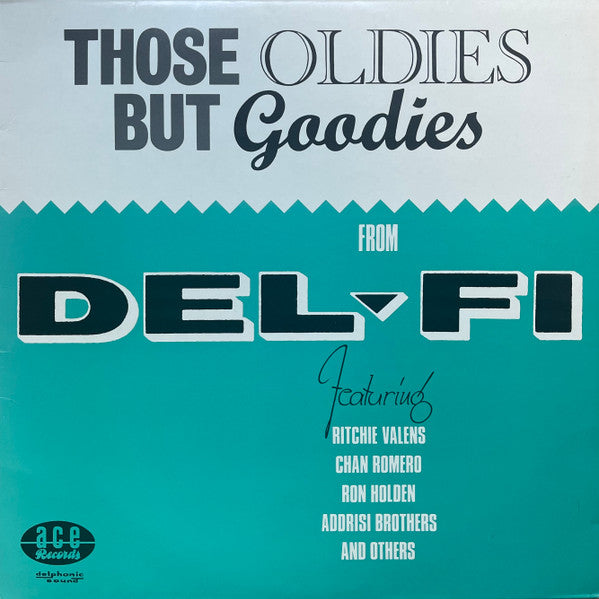 THOSE OLDIES
BUT Goodies
FROM
DEL-FI
Featuring
RITCHIE VALENS
CHAN ROMERO
RON HOLDEN
ADDRISI BROTHERS
AND OTHERS
ace
Records
delphonic
sound